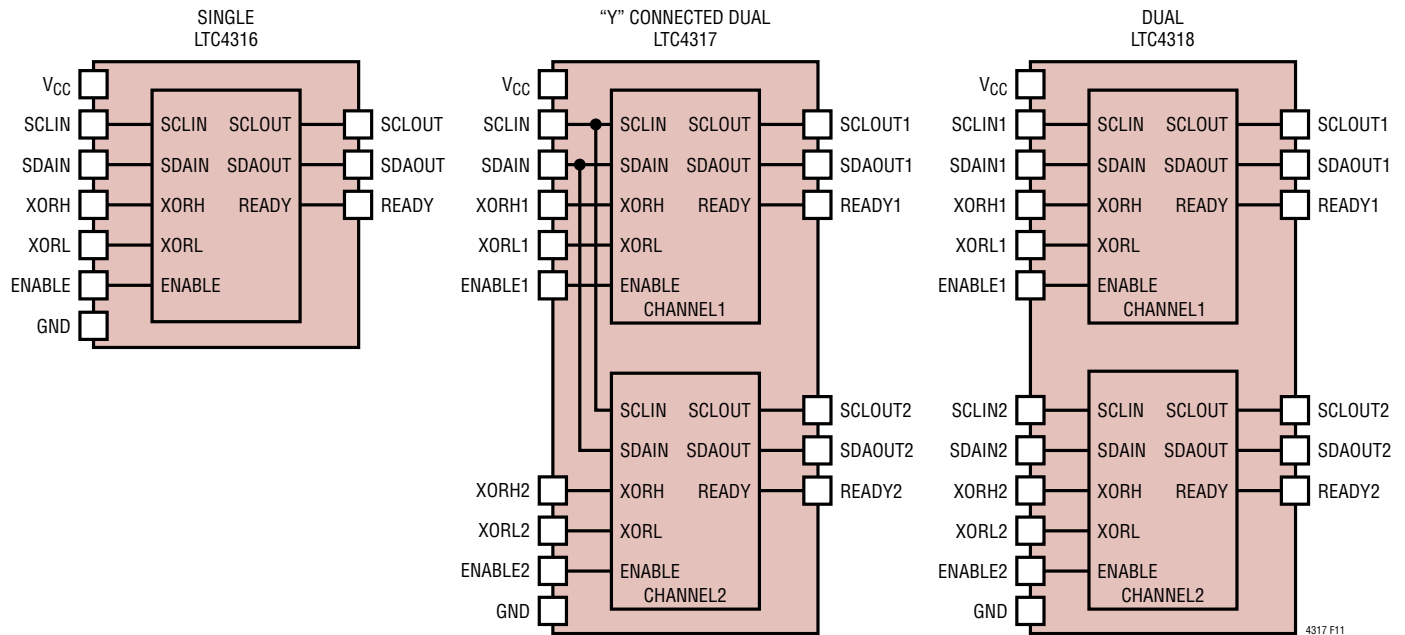 SINGLE
LTC4316
VCC
SCLIN
SDAIN
XORH
XORL
ENABLE
GND
SCLIN SCLOUT
SDAIN SDAOUT
XORH READY
XORL
ENABLE
SCLOUT
SDAOUT
READY
“Y” CONNECTED DUAL
LTC4317
VCC
SCLIN
SDAIN
XORH1
XORL1
ENABLE1
SCLIN SCLOUT
SDAIN SDAOUT
XORH READY
XORL
ENABLE
CHANNEL1
SCLOUT1
SDAOUT1
READY1
XORH2
XORL2
ENABLE2
GND
SCLIN SCLOUT
SDAIN SDAOUT
XORH READY
XORL
ENABLE
CHANNEL2
SCLOUT2
SDAOUT2
READY2
DUAL
LTC4318
VCC
SCLIN1
SDAIN1
XORH1
XORL1
ENABLE1
SCLIN SCLOUT
SDAIN SDAOUT
XORH READY
XORL
ENABLE
CHANNEL1
SCLOUT1
SDAOUT1
READY1
SCLIN2
SDAIN2
XORH2
XORL2
ENABLE2
GND
SCLIN SCLOUT
SDAIN SDAOUT
XORH READY
XORL
ENABLE
CHANNEL2
SCLOUT2
SDAOUT2
READY2
4317 F11